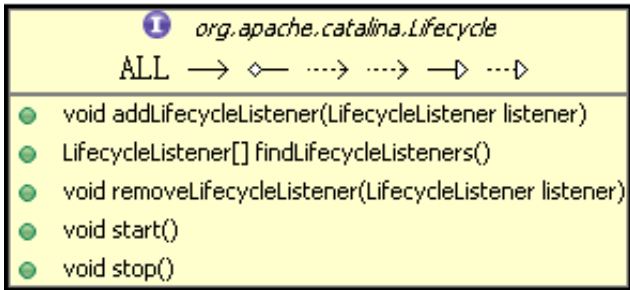 I org.apache.catalina.Lifecycle
ALL
void addLifecycleListener(LifecycleListener listener)
LifecycleListener[] findLifecycleListeners()
void removeLifecycleListener(LifecycleListener listener)
void start()
void stop()